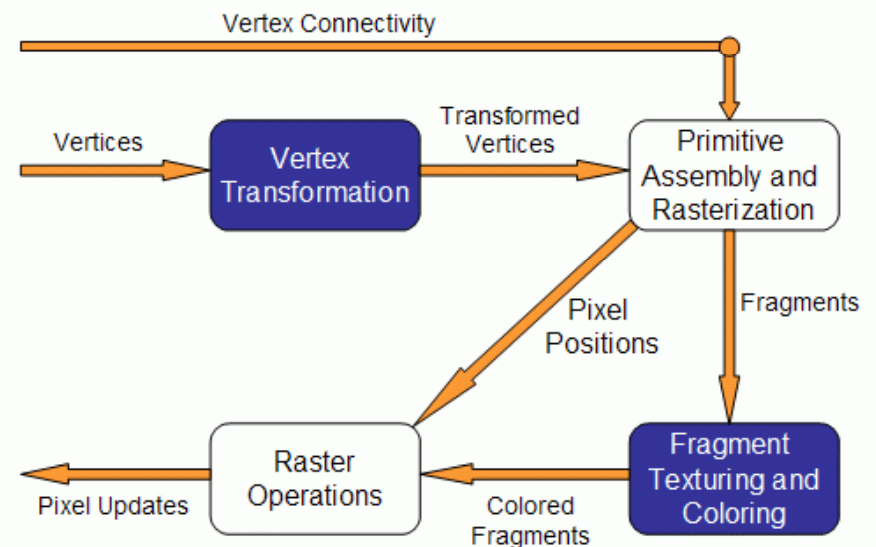 Vertex Connectivity
Vertices
Vertex
Transformation
Transformed
Vertices
Primitive
Assembly and
Rasterization
Pixel
Positions
Fragments
Fragment
Texturing and
Coloring
Colored
Fragments
Raster
Operations
Pixel Updates